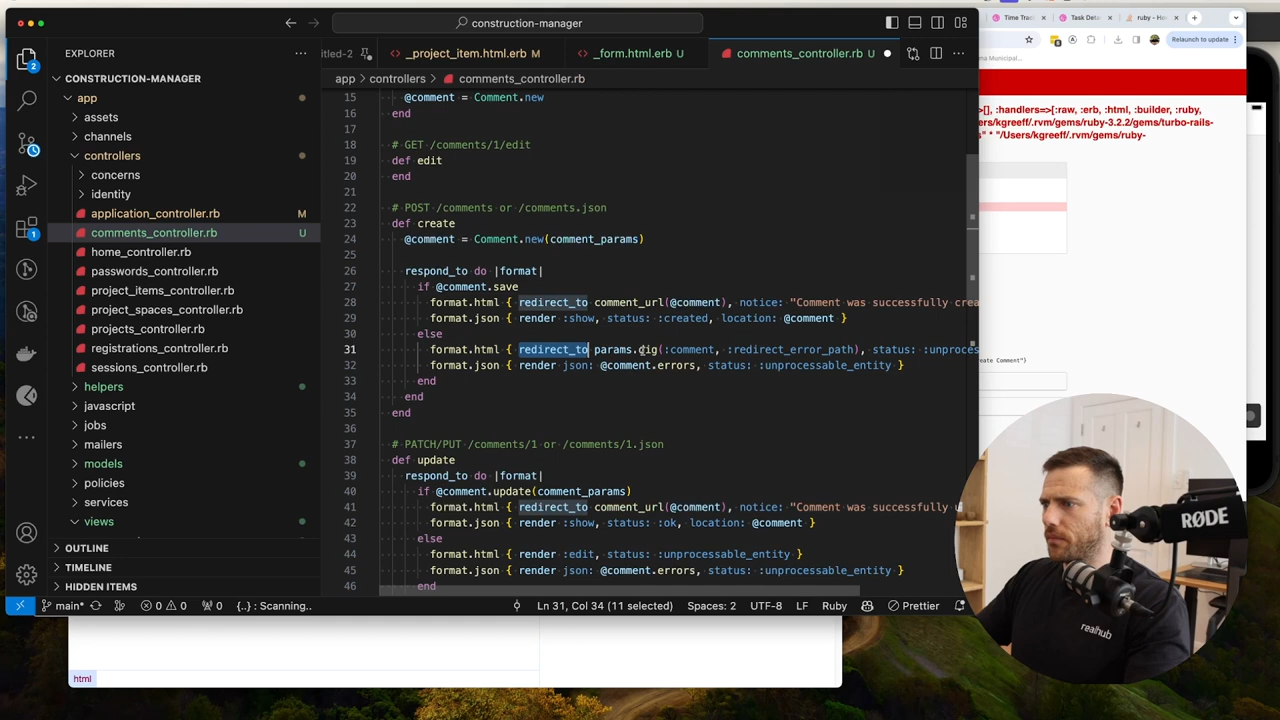 construction-manager
EXPLORER
CONSTRUCTION-MANAGER
app
assets
channels
controllers
concerns
identity
application_controller.rb M
comments_controller.rb U
home_controller.rb
passwords_controller.rb
project_items_controller.rb
project_spaces_controller.rb
projects_controller.rb
registrations_controller.rb
sessions_controller.rb
helpers
javascript
jobs
mailers
models
policies
services
views
OUTLINE
TIMELINE
HIDDEN ITEMS
2
1
_form.html.erb U
comments_controller.rb U
app controllers comments_controller.rb
15 @comment = Comment.new
16 end
17
18 # GET /comments/1/edit
19 def edit
20 end
21
22 # POST /comments or /comments.json
23 def create
24 @comment = Comment.new(comment_params)
25
26 respond_to do |format|
27 if @comment.save
28 format.html { redirect_to comment_url(@comment), notice: "Comment was successfully crea
29 format.json { render :show, status: :created, location: @comment }
30 else
31 format.html { redirect_to params.dig(:comment, :redirect_error_path), status: :unproces
32 format.json { render json: @comment.errors, status: :unprocessable_entity }
33 end
34 end
35 end
36
37 # PATCH/PUT /comments/1 or /comments/1.json
38 def update
39 respond_to do |format|
40 if @comment.update(comment_params)
41 format.html { redirect_to comment_url(@comment), notice: "Comment was successfully u
42 format.json { render :show, status: :ok, location: @comment }
43 else
44 format.html { render :edit, status: :unprocessable_entity }
45 format.json { render json: @comment.errors, status: :unprocessable_entity }
46 end
main* 0 0 0 {..} : Scanning.. Ln 31, Col 34 (11 selected) Spaces: 2 UTF-8 LF Ruby Prettier
html
Time Trac
Task Deta
ruby - Ho
Relaunch to update
>[], :handlers=>[:raw, :erb, :html, :builder, :ruby,
ers/kgreeff/.rvm/gems/ruby-3.2.2/gems/turbo-rails-
s" * "/Users/kgreeff/.rvm/gems/ruby-
reate Comment"}
RØDE
realhub